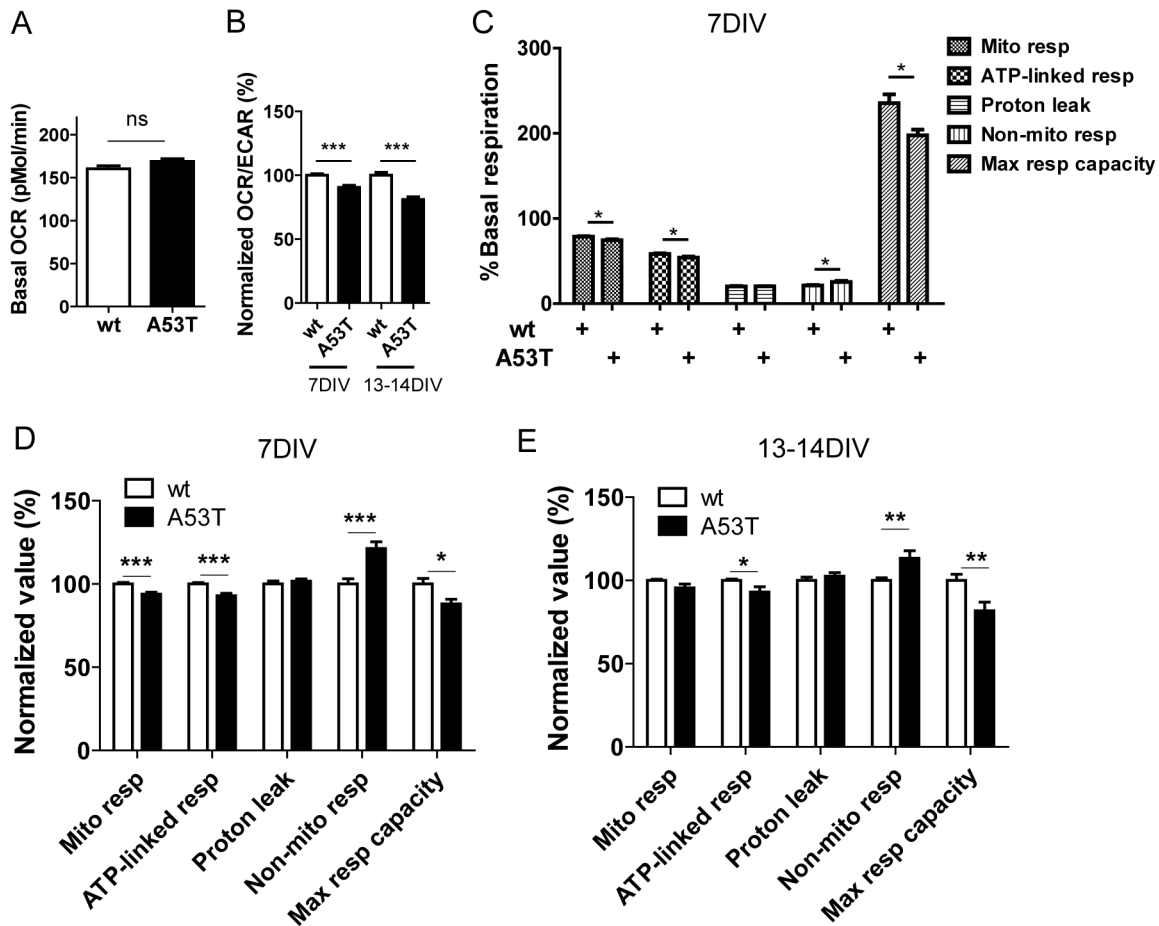 A
Basal OCR (pMol/min)
200
150
100
50
0
ns
wt A53T
B
Normalized OCR/ECAR (%)
150
100
50
0
*** ***
wt A53T wt A53T
7DIV 13-14DIV
C
7DIV
% Basal respiration
300
200
100
0
* * * *
wt + + + + +
A53T + + + + +
Mito resp
ATP-linked resp
Proton leak
Non-mito resp
Max resp capacity
D
7DIV
Normalized value (%)
150
100
50
0
wt
A53T
*** *** *** *
Mito resp
ATP-linked resp
Proton leak
Non-mito resp
Max resp capacity
E
13-14DIV
Normalized value (%)
150
100
50
0
wt
A53T
* ** **
Mito resp
ATP-linked resp
Proton leak
Non-mito resp
Max resp capacity